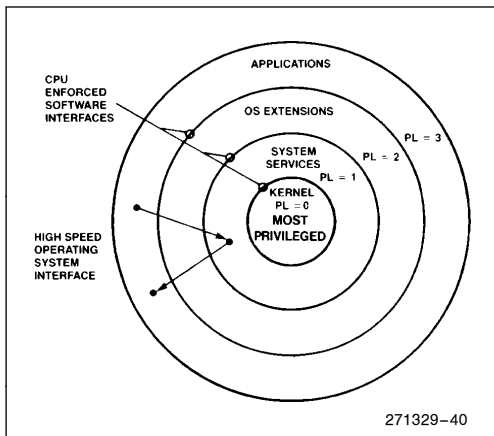 APPLICATIONS
CPU
ENFORCED
SOFTWARE
INTERFACES
OS EXTENSIONS
PL = 3
SYSTEM
SERVICES
PL = 2
PL = 1
KERNEL
PL = 0
MOST
PRIVILEGED
HIGH SPEED
OPERATING
SYSTEM
INTERFACE
271329–40